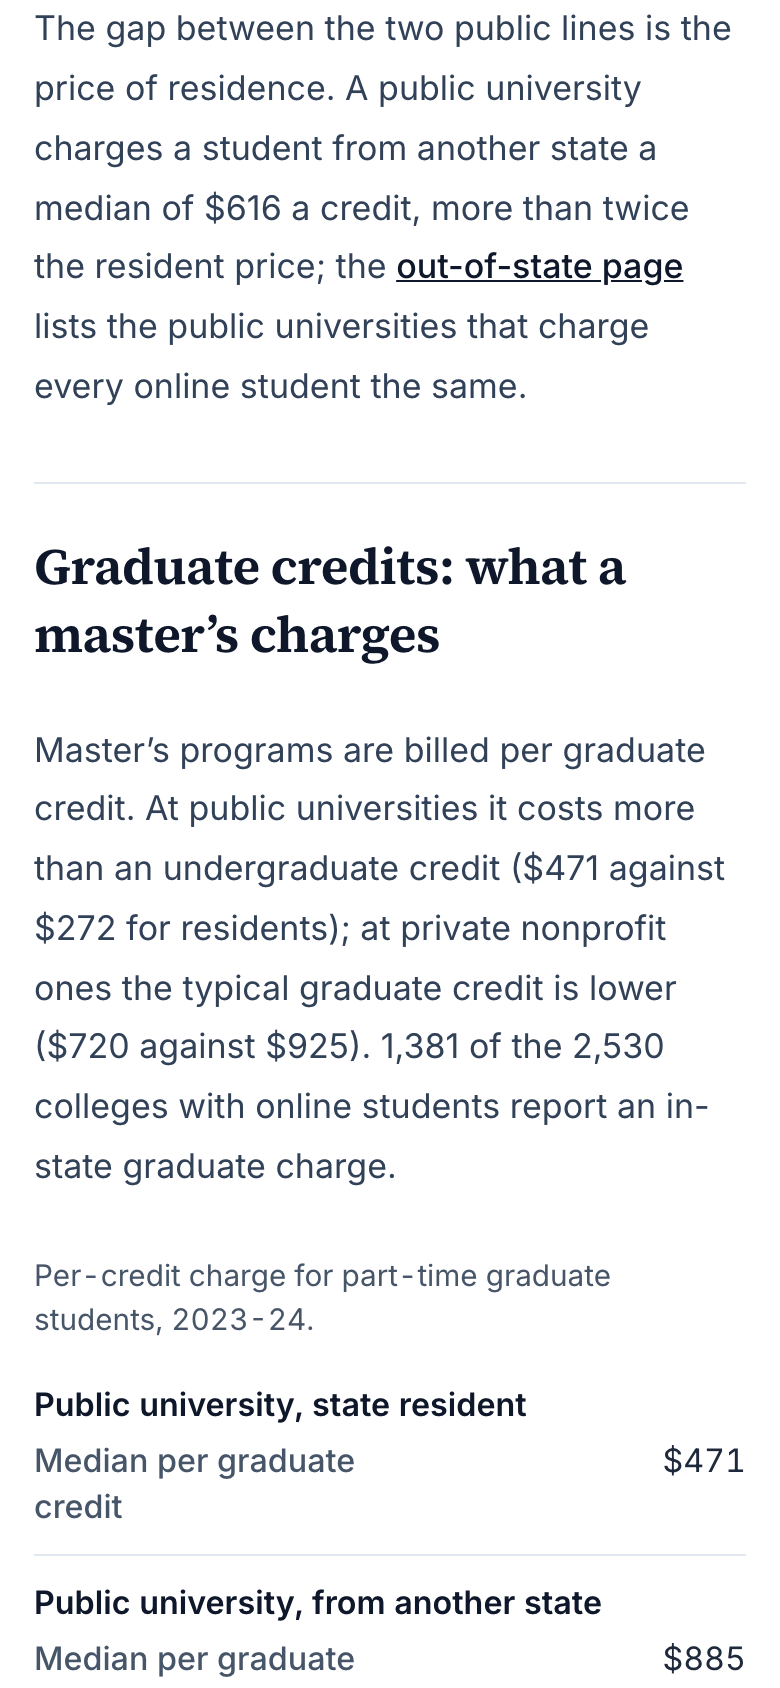 The gap between the two public lines is the
price of residence. A public university
charges a student from another state a
median of $616 a credit, more than twice
the resident price; the out-of-state page
lists the public universities that charge
every online student the same.
Graduate credits: what a
master’s charges
Master’s programs are billed per graduate
credit. At public universities it costs more
than an undergraduate credit ($471 against
$272 for residents); at private nonprofit
ones the typical graduate credit is lower
($720 against $925). 1,381 of the 2,530
colleges with online students report an in-
state graduate charge.
Per-credit charge for part-time graduate
students, 2023-24.
Public university, state resident
Median per graduate $471
credit
Public university, from another state
Median per graduate $885